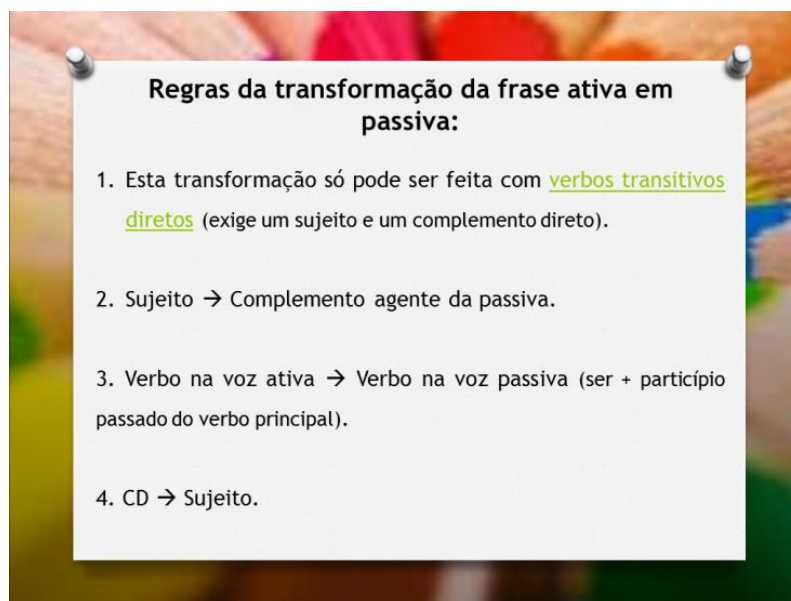 Regras da transformação da frase ativa em
passiva:
1. Esta transformação só pode ser feita com verbos transitivos
diretos (exige um sujeito e um complemento direto).
2. Sujeito → Complemento agente da passiva.
3. Verbo na voz ativa → Verbo na voz passiva (ser + particípio
passado do verbo principal).
4. CD → Sujeito.